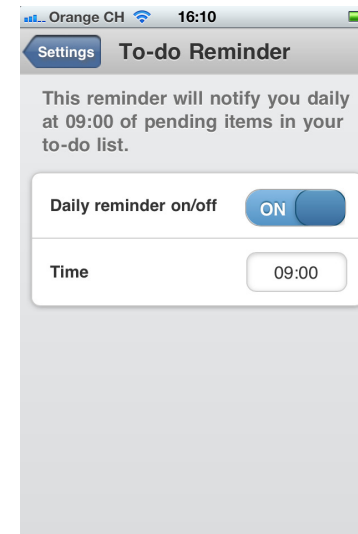 Orange CH 16:10
Settings To-do Reminder
This reminder will notify you daily
at 09:00 of pending items in your
to-do list.
Daily reminder on/off ON
Time 09:00